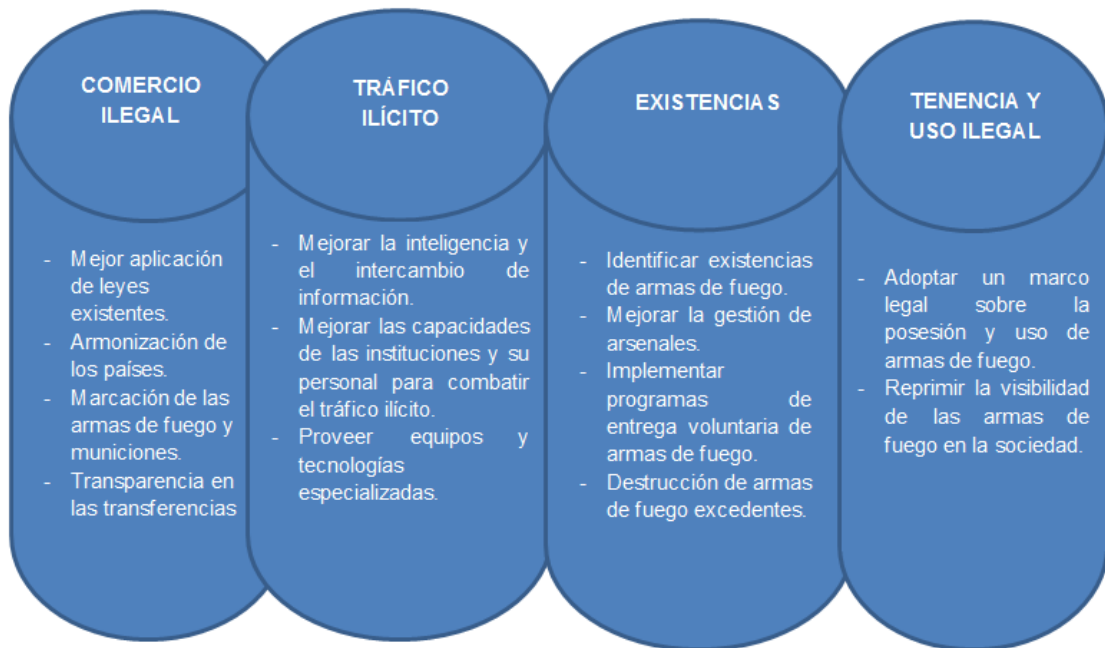 COMERCIO
ILEGAL
- Mejor aplicación
de leyes
existentes.
- Armonización de
los países.
- Marcación de las
armas de fuego y
municiones.
- Transparencia en
las transferencias
TRÁFICO
ILÍCITO
- Mejorar la inteligencia y
el intercambio de
información.
- Mejorar las capacidades
de las instituciones y su
personal para combatir
el tráfico ilícito.
- Proveer equipos y
tecnologías
especializadas.
EXISTENCIAS
- Identificar existencias
de armas de fuego.
- Mejorar la gestión de
arsenales.
- Implementar
programas de
entrega voluntaria de
armas de fuego.
- Destrucción de armas
de fuego excedentes.
TENENCIA Y
USO ILEGAL
- Adoptar un marco
legal sobre la
posesión y uso de
armas de fuego.
- Reprimir la visibilidad
de las armas de
fuego en la sociedad.